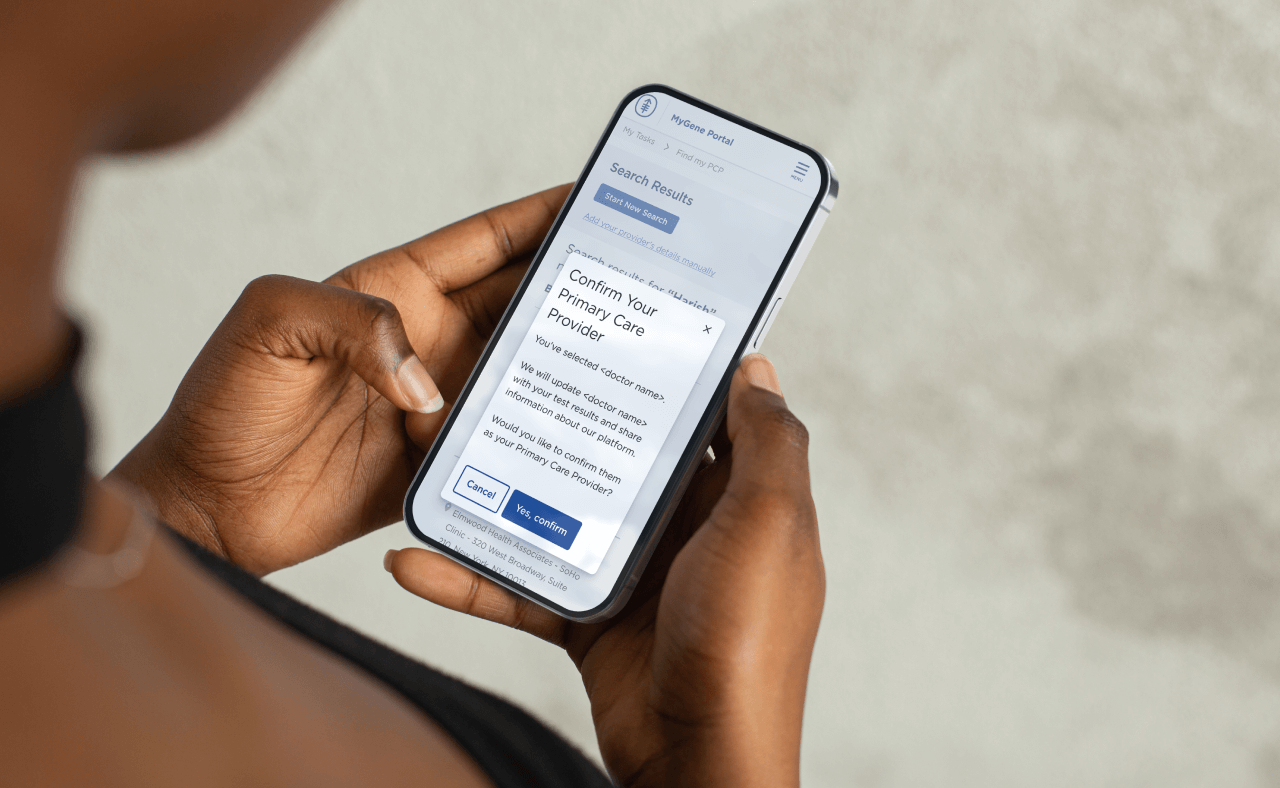 MyGene Portal
MENU
My Tasks > Find my PCP
Search Results
Start New Search
Add your provider's details manually
Search results for "Harish"
Confirm Your
Primary Care
Provider
×
You've selected <doctor name>.
We will update <doctor name>
with your test results and share
information about our platform.
Would you like to confirm them
as your Primary Care Provider?
Cancel
Yes, confirm
Elmwood Health Associates - SoHo
Clinic - 320 West Broadway, Suite
210, New York, NY 10013